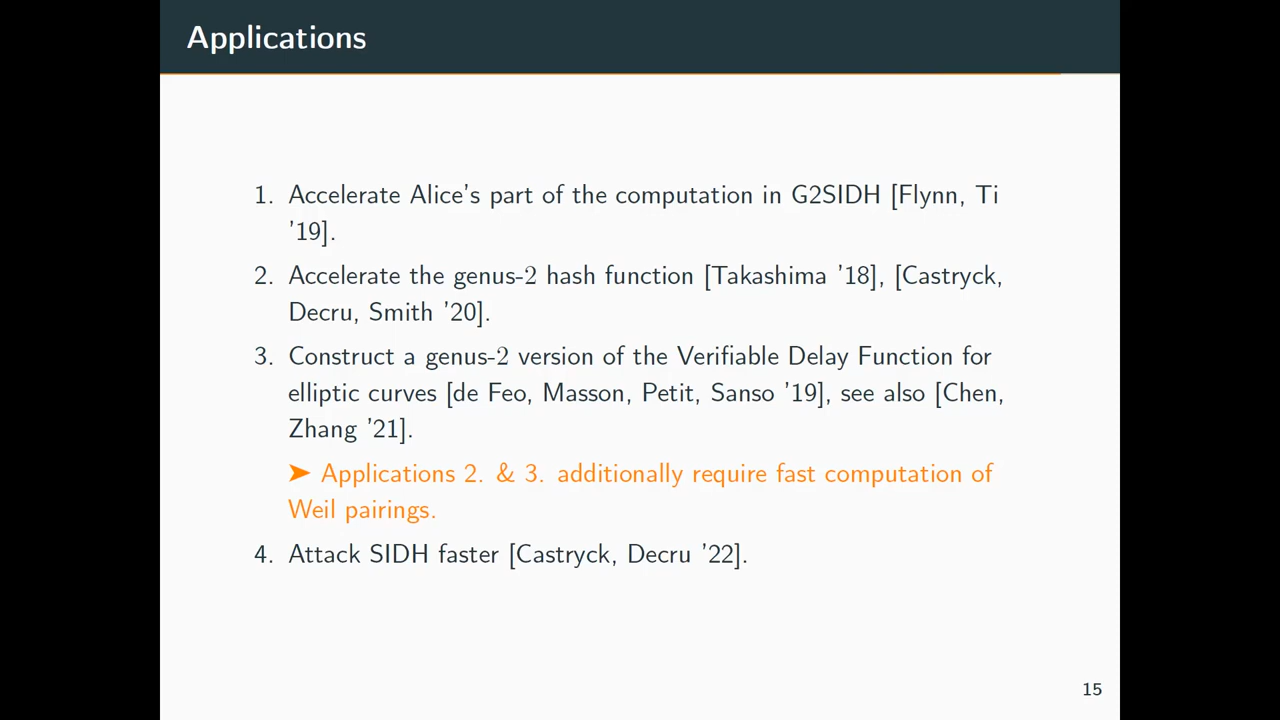 Applications
1. Accelerate Alice's part of the computation in G2SIDH [Flynn, Ti
'19].
2. Accelerate the genus-2 hash function [Takashima '18], [Castryck,
Decru, Smith '20].
3. Construct a genus-2 version of the Verifiable Delay Function for
elliptic curves [de Feo, Masson, Petit, Sanso '19], see also [Chen,
Zhang '21].
➤ Applications 2. & 3. additionally require fast computation of
Weil pairings.
4. Attack SIDH faster [Castryck, Decru '22].
15